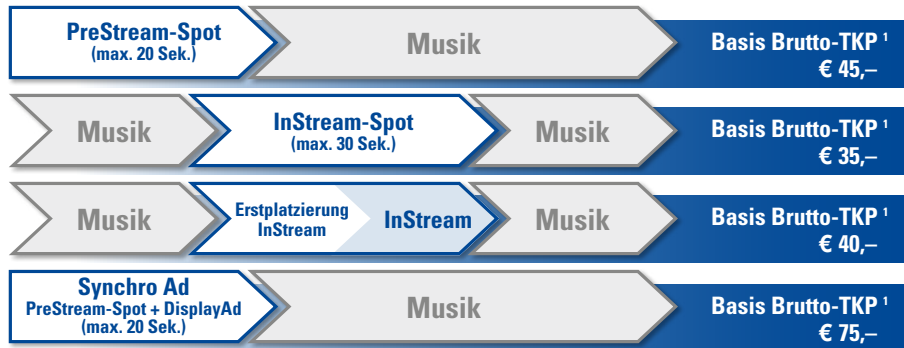 PreStream-Spot
(max. 20 Sek.)
Musik
Basis Brutto-TKP ¹
€ 45,–
Musik
InStream-Spot
(max. 30 Sek.)
Musik
Basis Brutto-TKP ¹
€ 35,–
Musik
Erstplatzierung
InStream
InStream
Musik
Basis Brutto-TKP ¹
€ 40,–
Synchro Ad
PreStream-Spot + DisplayAd
(max. 20 Sek.)
Musik
Basis Brutto-TKP ¹
€ 75,–